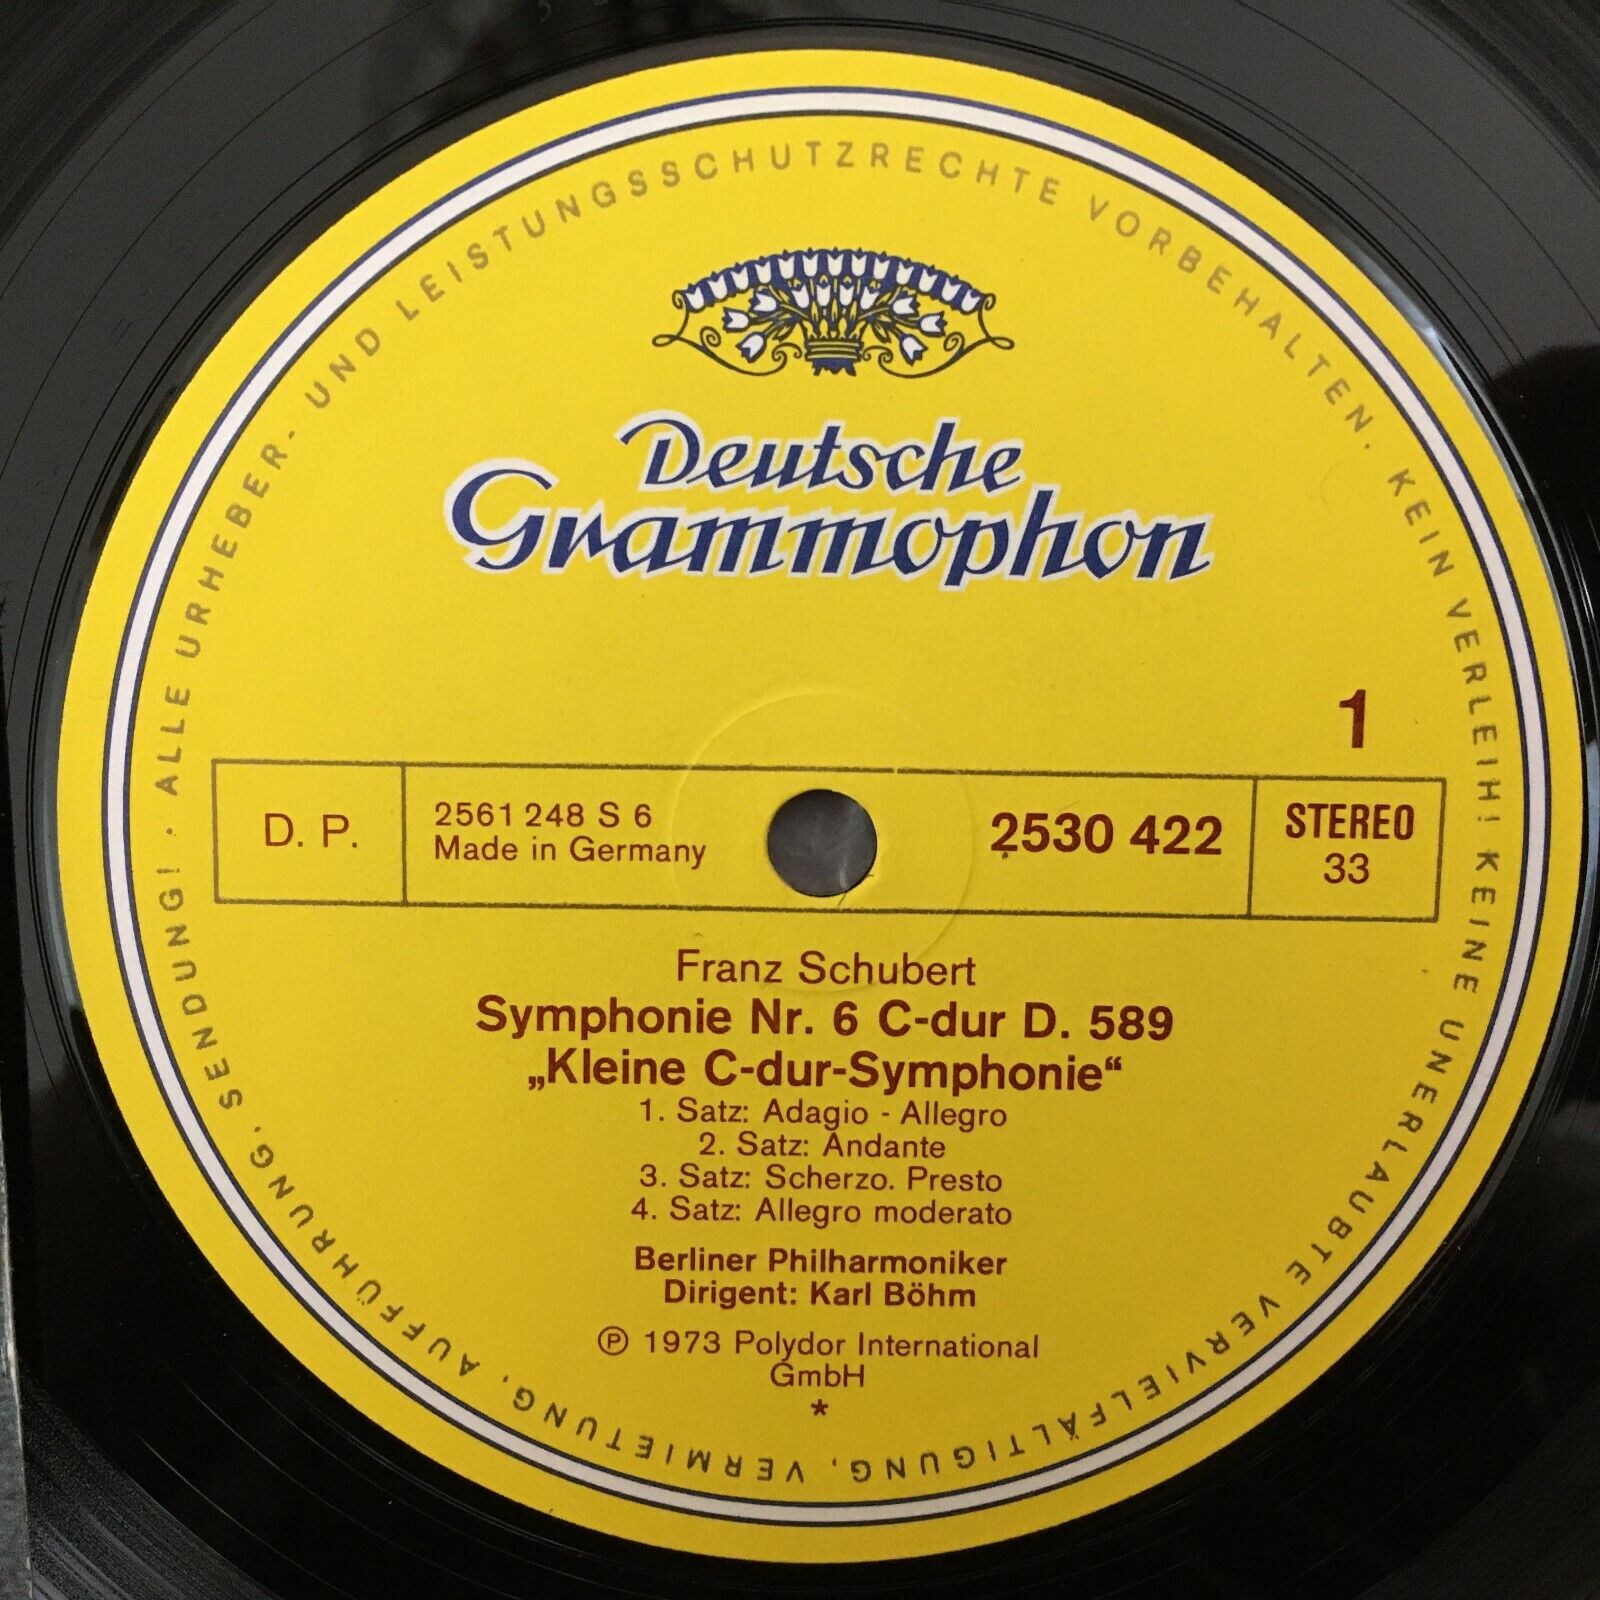 ALLE URHEBER- UND LEISTUNGSSCHUTZRECHTE VORBEHALTEN. KEIN VERLEIH! KEINE UNERLAUBTE VERVIELFÄLTIGUNG, VERMIETUNG, AUFFÜHRUNG, SENDUNG! ·
Deutsche
Grammophon
1
D. P.
2561 248 S 6
Made in Germany
2530 422
STEREO
33
Franz Schubert
Symphonie Nr. 6 C-dur D. 589
„Kleine C-dur-Symphonie“
1. Satz: Adagio - Allegro
2. Satz: Andante
3. Satz: Scherzo. Presto
4. Satz: Allegro moderato
Berliner Philharmoniker
Dirigent: Karl Böhm
Ⓟ 1973 Polydor International
GmbH
*